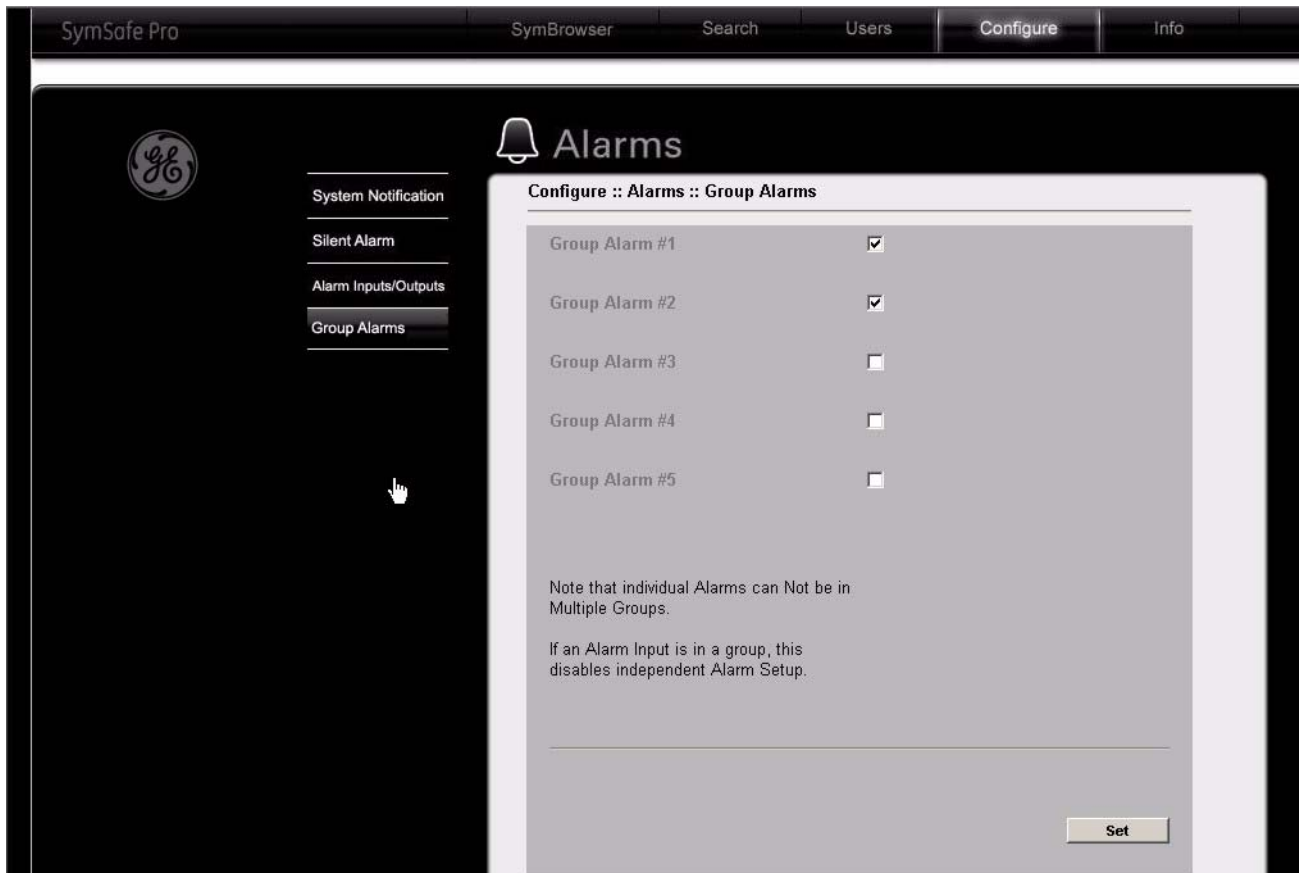 SymSafe Pro
SymBrowser
Search
Users
Configure
Info
GE
Alarms
System Notification
Silent Alarm
Alarm Inputs/Outputs
Group Alarms
Configure :: Alarms :: Group Alarms
Group Alarm #1
Group Alarm #2
Group Alarm #3
Group Alarm #4
Group Alarm #5
Note that individual Alarms can Not be in
Multiple Groups.
If an Alarm Input is in a group, this
disables independent Alarm Setup.
Set